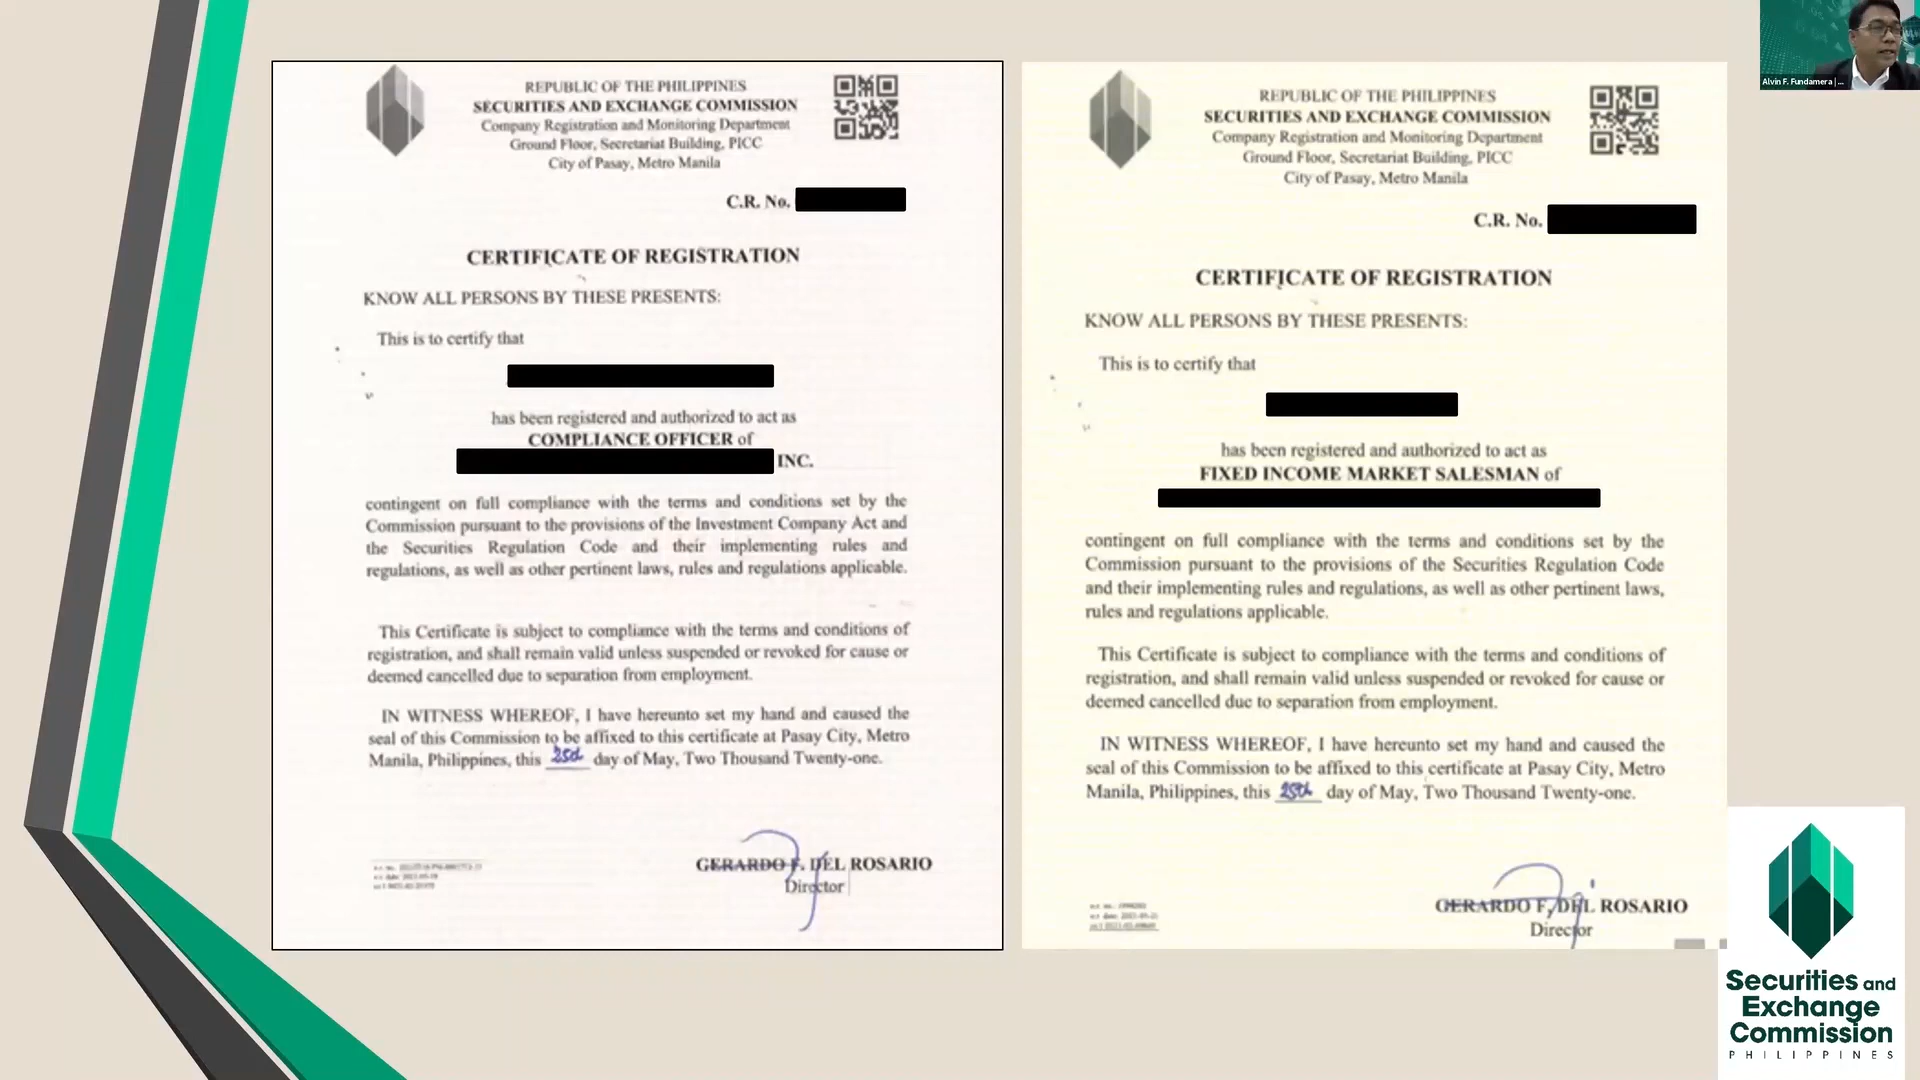 REPUBLIC OF THE PHILIPPINES
SECURITIES AND EXCHANGE COMMISSION
Company Registration and Monitoring Department
Ground Floor, Secretariat Building, PICC
City of Pasay, Metro Manila
C.R. No.
CERTIFICATE OF REGISTRATION
KNOW ALL PERSONS BY THESE PRESENTS:
This is to certify that
has been registered and authorized to act as
COMPLIANCE OFFICER of
INC.
contingent on full compliance with the terms and conditions set by the
Commission pursuant to the provisions of the Investment Company Act and
the Securities Regulation Code and their implementing rules and
regulations, as well as other pertinent laws, rules and regulations applicable.
This Certificate is subject to compliance with the terms and conditions of
registration, and shall remain valid unless suspended or revoked for cause or
deemed cancelled due to separation from employment.
IN WITNESS WHEREOF, I have hereunto set my hand and caused the
seal of this Commission to be affixed to this certificate at Pasay City, Metro
Manila, Philippines, this day of May, Two Thousand Twenty-one.
GERARDO F. DEL ROSARIO
Director
REPUBLIC OF THE PHILIPPINES
SECURITIES AND EXCHANGE COMMISSION
Company Registration and Monitoring Department
Ground Floor, Secretariat Building, PICC
City of Pasay, Metro Manila
C.R. No.
CERTIFICATE OF REGISTRATION
KNOW ALL PERSONS BY THESE PRESENTS:
This is to certify that
has been registered and authorized to act as
FIXED INCOME MARKET SALESMAN of
contingent on full compliance with the terms and conditions set by the
Commission pursuant to the provisions of the Securities Regulation Code
and their implementing rules and regulations, as well as other pertinent laws,
rules and regulations applicable.
This Certificate is subject to compliance with the terms and conditions of
registration, and shall remain valid unless suspended or revoked for cause or
deemed cancelled due to separation from employment.
IN WITNESS WHEREOF, I have hereunto set my hand and caused the
seal of this Commission to be affixed to this certificate at Pasay City, Metro
Manila, Philippines, this 25th day of May, Two Thousand Twenty-one.
GERARDO F. DEL ROSARIO
Director
Alvin F. Fundamera | ...
Securities and
Exchange
Commission
PHILIPPINES